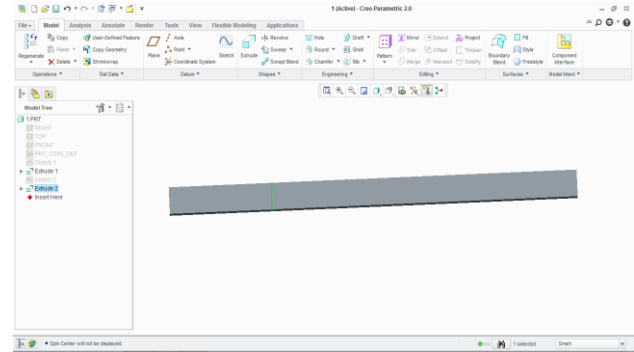 1 (Active) - Creo Parametric 2.0
File Model Analysis Annotate Render Tools View Flexible Modeling Applications
Regenerate
Copy
Paste
Delete
User-Defined Feature
Copy Geometry
Shrinkwrap
Plane
Axis
Point
Coordinate System
Sketch
Extrude
Revolve
Sweep
Swept Blend
Hole
Round
Chamfer
Draft
Shell
Rib
Pattern
Mirror
Trim
Merge
Extend
Offset
Intersect
Project
Thicken
Solidify
Boundary
Blend
Fill
Style
Freestyle
Component
Interface
Operations Get Data Datum Shapes Engineering Editing Surfaces Model Intent
Model Tree
1.PRT
RIGHT
TOP
FRONT
PRT_CSYS_DEF
Sketch 1
Extrude 1
Sketch 2
Extrude 2
Insert Here
Spin Center will not be displayed.
1 selected
Smart